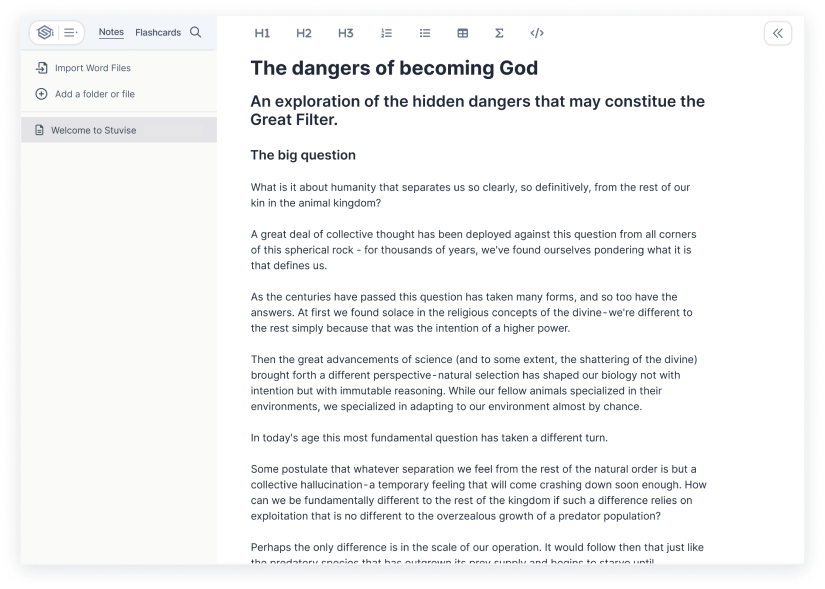 Notes
Flashcards
H1
H2
H3
Import Word Files
Add a folder or file
Welcome to Stuvise
The dangers of becoming God
An exploration of the hidden dangers that may constitue the
Great Filter.
The big question
What is it about humanity that separates us so clearly, so definitively, from the rest of our
kin in the animal kingdom?
A great deal of collective thought has been deployed against this question from all corners
of this spherical rock - for thousands of years, we've found ourselves pondering what it is
that defines us.
As the centuries have passed this question has taken many forms, and so too have the
answers. At first we found solace in the religious concepts of the divine-we're different to
the rest simply because that was the intention of a higher power.
Then the great advancements of science (and to some extent, the shattering of the divine)
brought forth a different perspective-natural selection has shaped our biology not with
intention but with immutable reasoning. While our fellow animals specialized in their
environments, we specialized in adapting to our environment almost by chance.
In today's age this most fundamental question has taken a different turn.
Some postulate that whatever separation we feel from the rest of the natural order is but a
collective hallucination-a temporary feeling that will come crashing down soon enough. How
can we be fundamentally different to the rest of the kingdom if such a difference relies on
exploitation that is no different to the overzealous growth of a predator population?
Perhaps the only difference is in the scale of our operation. It would follow then that just like
the predatory species that has outgrown its prey supply and begins to starve until